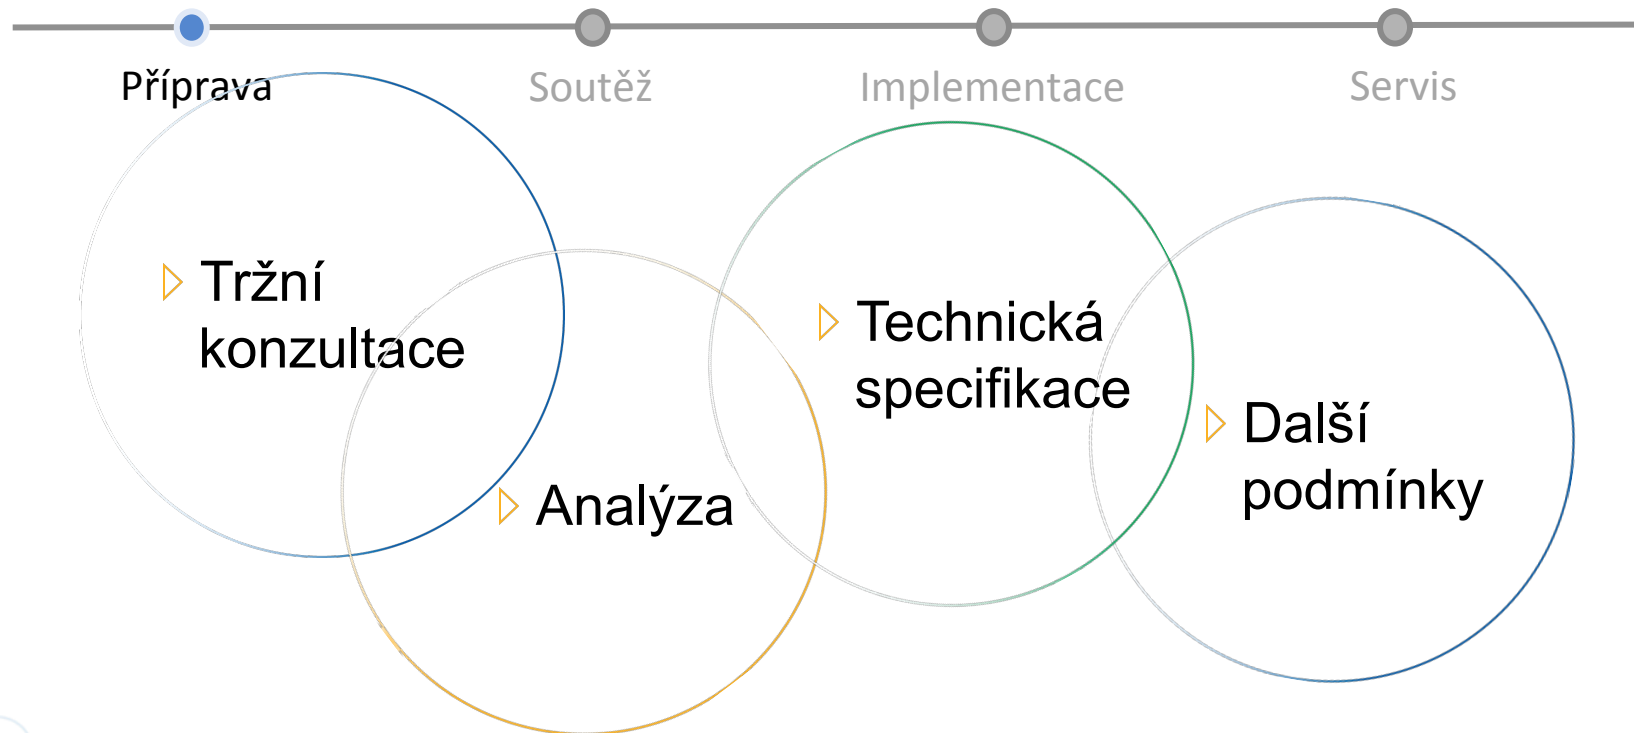 Příprava
Soutěž
Implementace
Servis
Tržní
konzultace
Analýza
Technická
specifikace
Další
podmínky